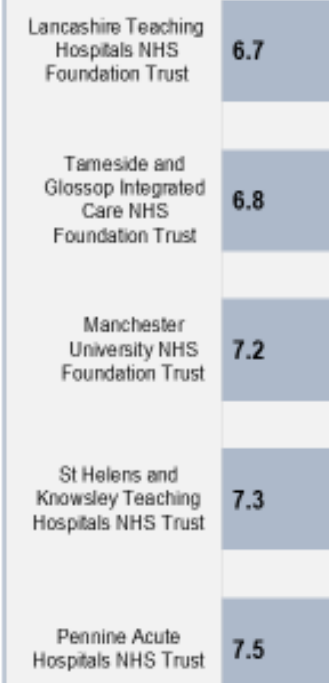 Lancashire Teaching
Hospitals NHS
Foundation Trust
6.7
Tameside and
Glossop Integrated
Care NHS
Foundation Trust
6.8
Manchester
University NHS
Foundation Trust
7.2
St Helens and
Knowsley Teaching
Hospitals NHS Trust
7.3
Pennine Acute
Hospitals NHS Trust
7.5